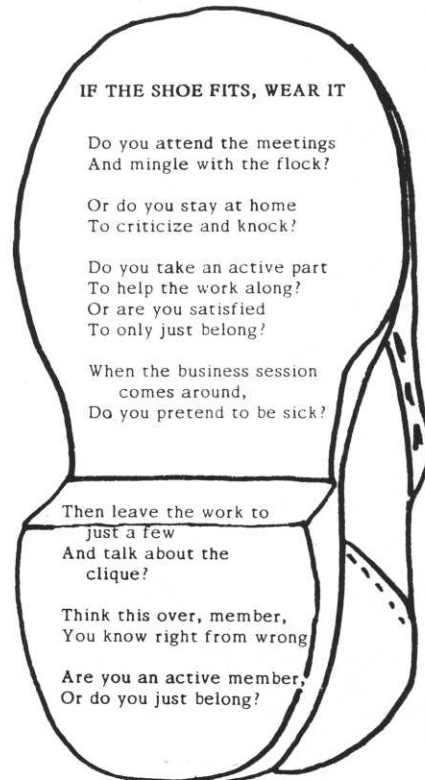 IF THE SHOE FITS, WEAR IT
Do you attend the meetings
And mingle with the flock?
Or do you stay at home
To criticize and knock?
Do you take an active part
To help the work along?
Or are you satisfied
To only just belong?
When the business session
comes around,
Do you pretend to be sick?
Then leave the work to
just a few
And talk about the
clique?
Think this over, member,
You know right from wrong
Are you an active member,
Or do you just belong?